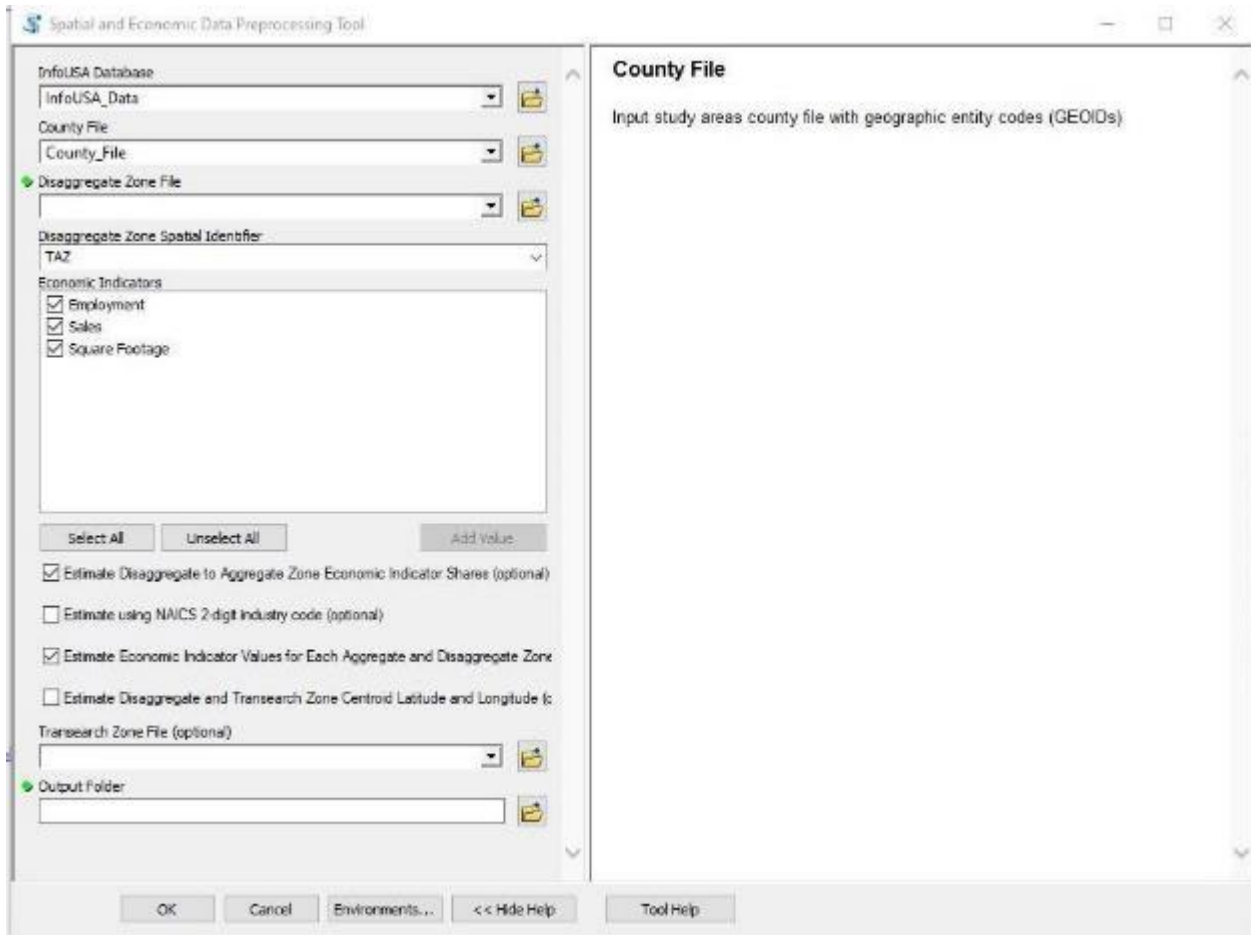 Spatial and Economic Data Preprocessing Tool
InfoUSA Database
InfoUSA_Data
County File
County_File
Disaggregate Zone File
Disaggregate Zone Spatial Identifier
TAZ
Economic Indicators
Employment
Sales
Square Footage
Select All
Unselect All
Add Value
Estimate Disaggregate to Aggregate Zone Economic Indicator Shares (optional)
Estimate using NAICS 2-digit industry code (optional)
Estimate Economic Indicator Values for Each Aggregate and Disaggregate Zone
Estimate Disaggregate and Transearch Zone Centroid Latitude and Longitude (o
Transearch Zone File (optional)
Output Folder
OK
Cancel
Environments...
<< Hide Help
County File
Input study areas county file with geographic entity codes (GEOIDs)
Tool Help